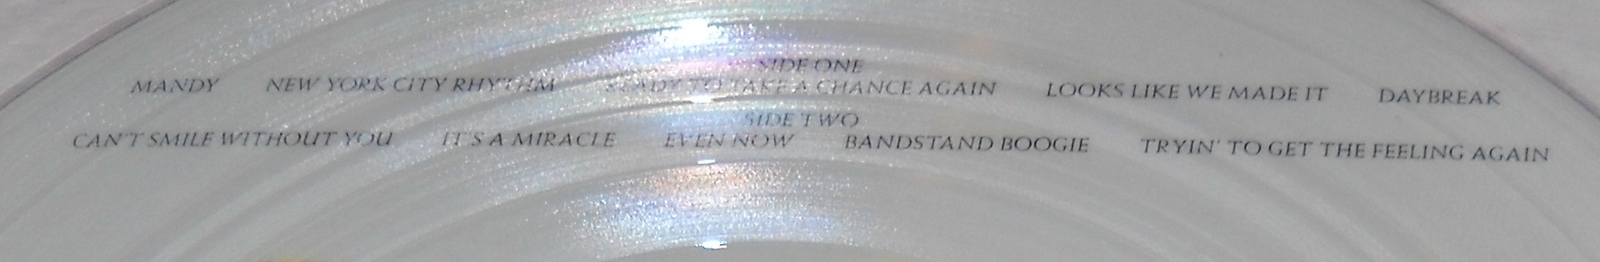 SIDE ONE
MANDY NEW YORK CITY RHYTHM READY TO TAKE A CHANCE AGAIN LOOKS LIKE WE MADE IT DAYBREAK
SIDE TWO
CAN'T SMILE WITHOUT YOU IT'S A MIRACLE EVEN NOW BANDSTAND BOOGIE TRYIN' TO GET THE FEELING AGAIN